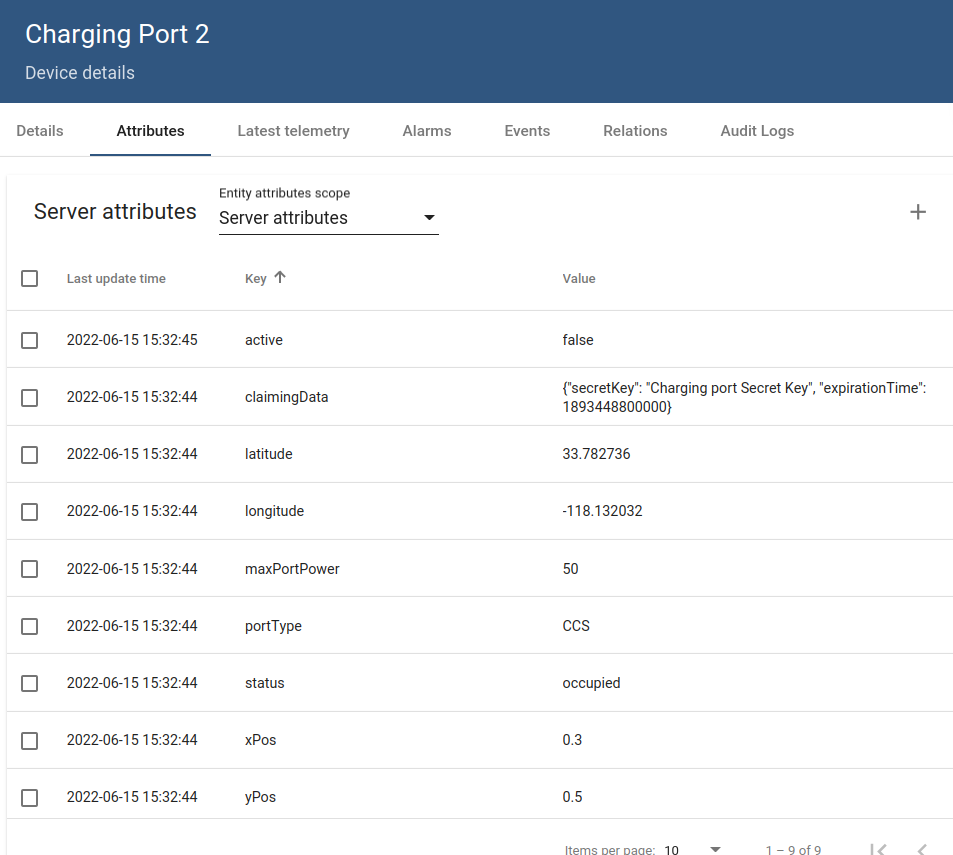 Charging Port 2
Device details
Details Attributes Latest telemetry Alarms Events Relations Audit Logs
Entity attributes scope
Server attributes Server attributes
Last update time Key Value
2022-06-15 15:32:45 active false
2022-06-15 15:32:44 claimingData {"secretKey": "Charging port Secret Key", "expirationTime":
1893448800000}
2022-06-15 15:32:44 latitude 33.782736
2022-06-15 15:32:44 longitude -118.132032
2022-06-15 15:32:44 maxPortPower 50
2022-06-15 15:32:44 portType CCS
2022-06-15 15:32:44 status occupied
2022-06-15 15:32:44 xPos 0.3
2022-06-15 15:32:44 yPos 0.5
Items per page: 10 1 – 9 of 9